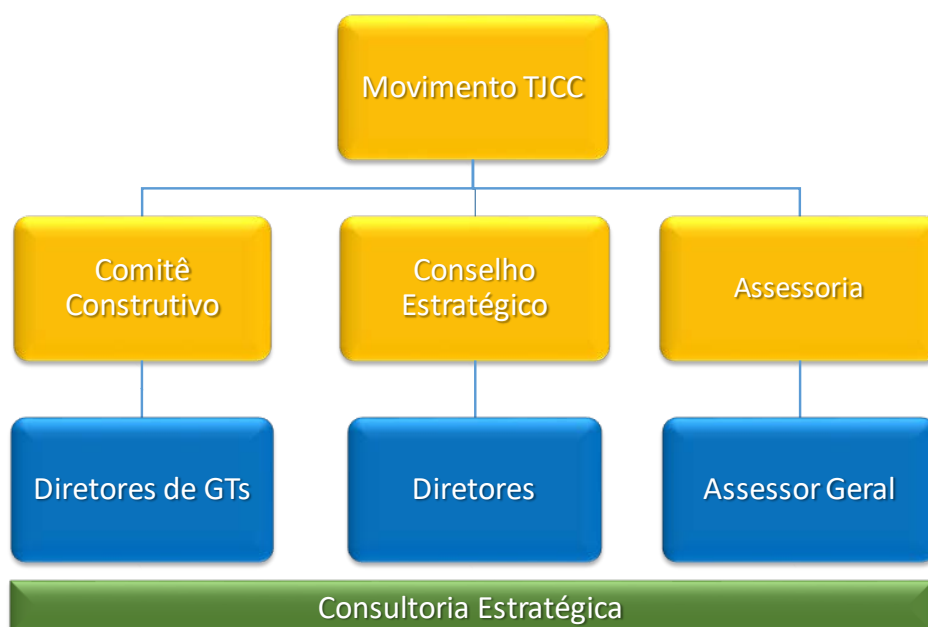 Movimento TJCC
Comitê
Construtivo
Conselho
Estratégico
Assessoria
Diretores de GTs
Diretores
Assessor Geral
Consultoria Estratégica